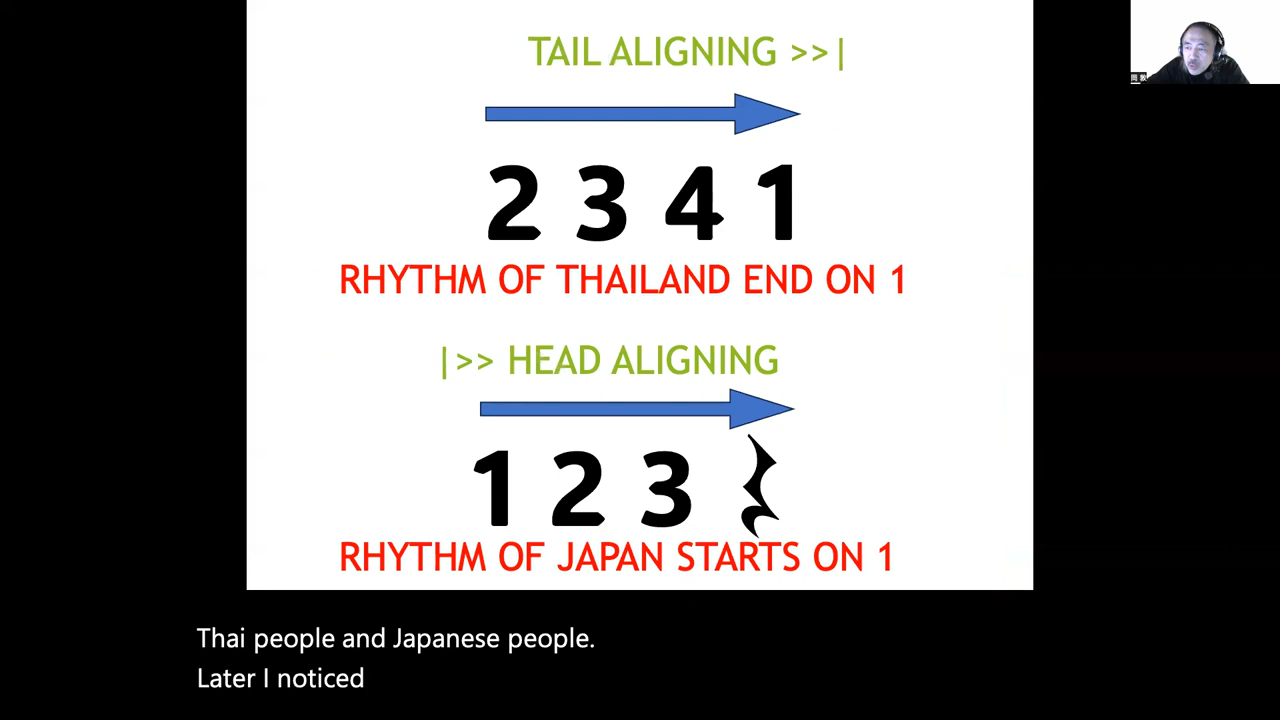 TAIL ALIGNING >>|
2 3 4 1
RHYTHM OF THAILAND END ON 1
|>> HEAD ALIGNING
1 2 3 𝄽
RHYTHM OF JAPAN STARTS ON 1
Thai people and Japanese people.
Later I noticed